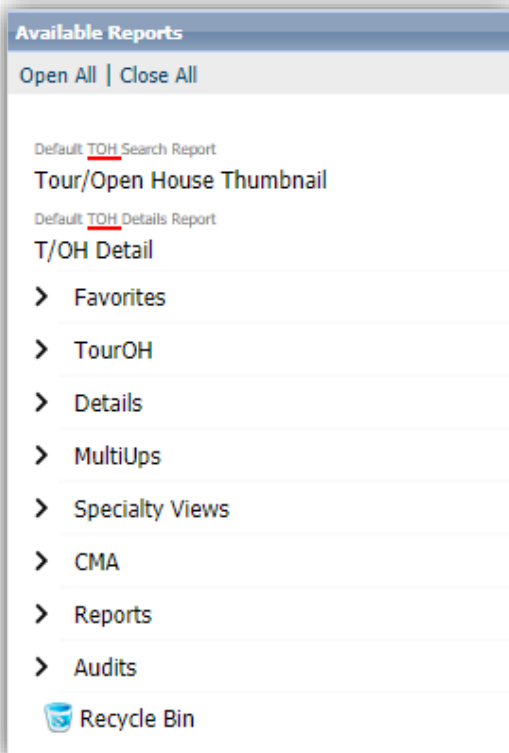 Available Reports
Open All | Close All
Default TOH Search Report
Tour/Open House Thumbnail
Default TOH Details Report
T/OH Detail
Favorites
TourOH
Details
MultiUps
Specialty Views
CMA
Reports
Audits
Recycle Bin